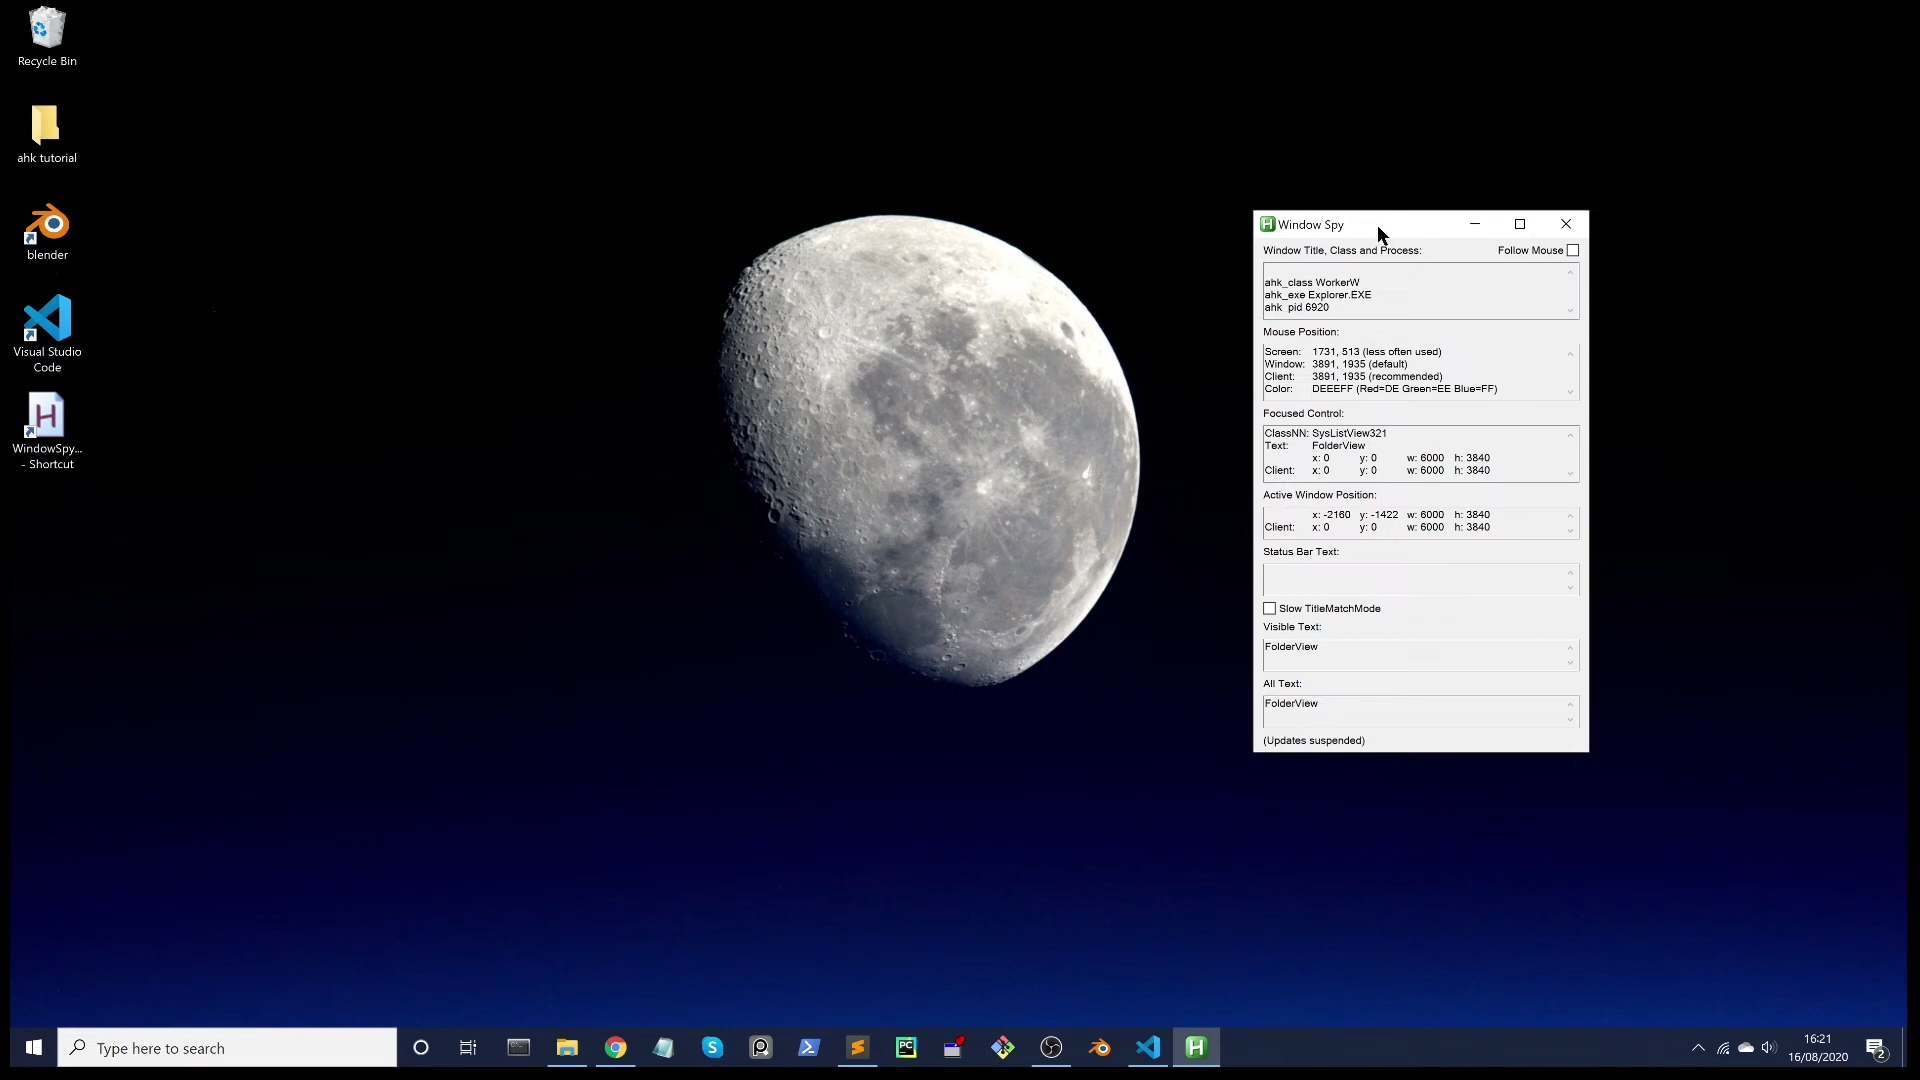 Recycle Bin
ahk tutorial
blender
Visual Studio
Code
WindowSpy...
- Shortcut
Window Spy
Window Title, Class and Process:
Follow Mouse
ahk_class WorkerW
ahk_exe Explorer.EXE
ahk_pid 6920
Mouse Position:
Screen: 1731, 513 (less often used)
Window: 3891, 1935 (default)
Client: 3891, 1935 (recommended)
Color: DEEEFF (Red=DE Green=EE Blue=FF)
Focused Control:
ClassNN: SysListView321
Text: FolderView
x: 0 y: 0 w: 6000 h: 3840
Client: x: 0 y: 0 w: 6000 h: 3840
Active Window Position:
x: -2160 y: -1422 w: 6000 h: 3840
Client: x: 0 y: 0 w: 6000 h: 3840
Status Bar Text:
Slow TitleMatchMode
Visible Text:
FolderView
All Text:
FolderView
(Updates suspended)
Type here to search
16:21
16/08/2020
2